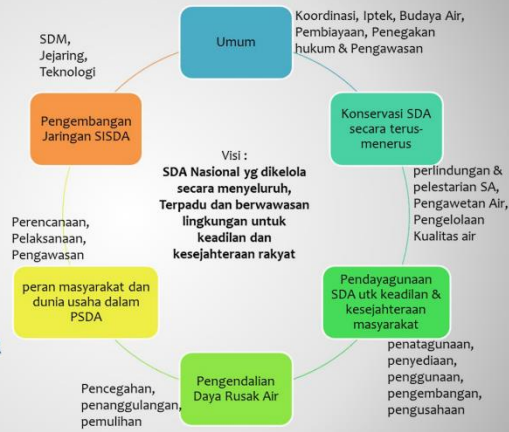 Umum
Koordinasi, Iptek, Budaya Air,
Pembiayaan, Penegakan
hukum & Pengawasan
Konservasi SDA
secara terus-
menerus
perlindungan &
pelestarian SA,
Pengawetan Air,
Pengelolaan
Kualitas air
Pendayagunaan
SDA utk keadilan &
kesejahteraan
masyarakat
penatagunaan,
penyediaan,
penggunaan,
pengembangan,
pengusahaan
Pengendalian
Daya Rusak Air
Pencegahan,
penanggulangan,
pemulihan
peran masyarakat dan
dunia usaha dalam
PSDA
Perencanaan,
Pelaksanaan,
Pengawasan
Pengembangan
Jaringan SISDA
SDM,
Jejaring,
Teknologi
Visi :
SDA Nasional yg dikelola
secara menyeluruh,
Terpadu dan berwawasan
lingkungan untuk
keadilan dan
kesejahteraan rakyat